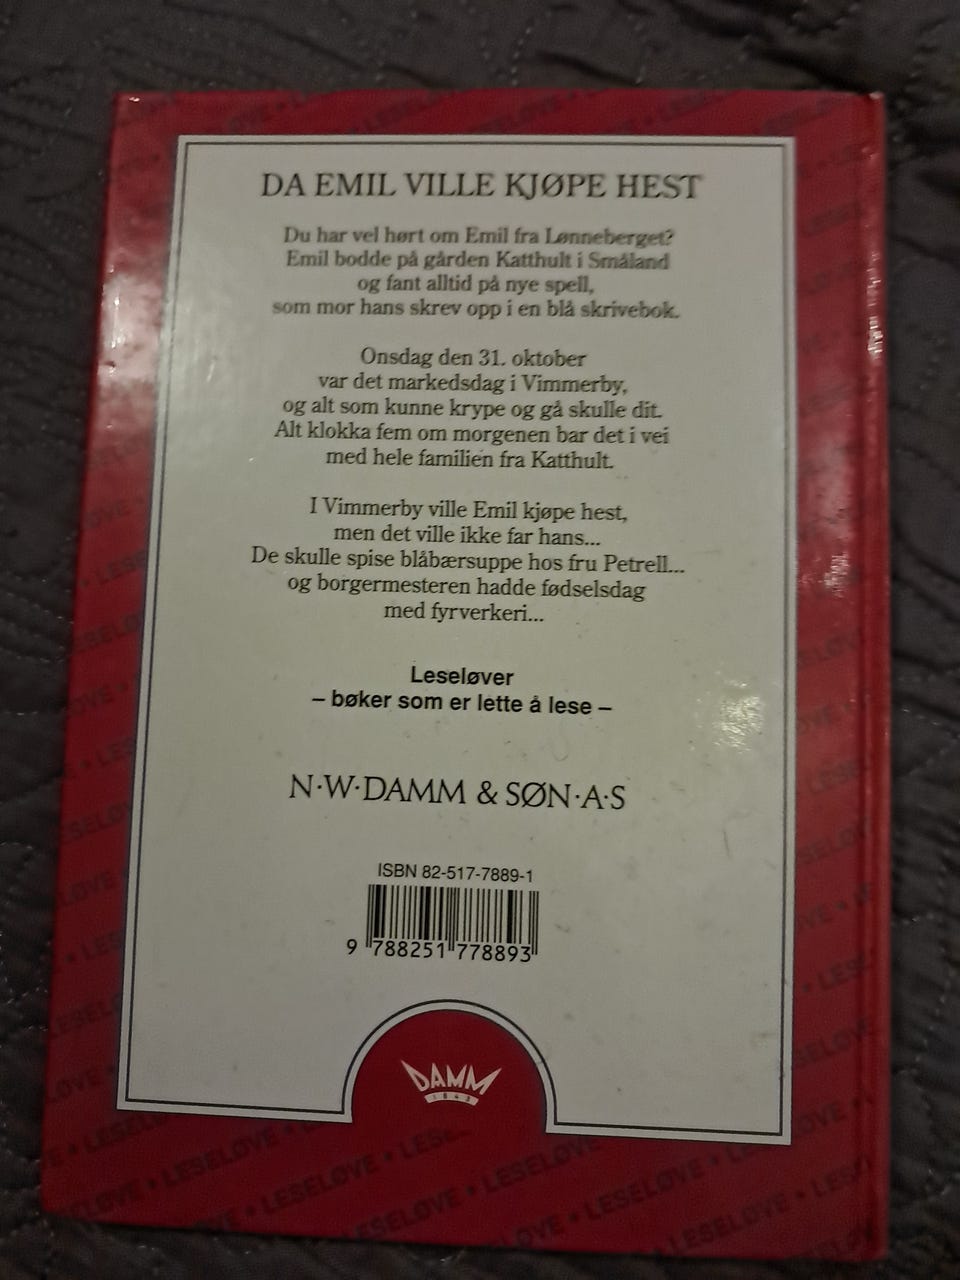 DA EMIL VILLE KJØPE HEST
Du har vel hørt om Emil fra Lønneberget?
Emil bodde på gården Katthult i Småland
og fant alltid på nye spell,
som mor hans skrev opp i en blå skrivebok.
Onsdag den 31. oktober
var det markedsdag i Vimmerby,
og alt som kunne krype og gå skulle dit.
Alt klokka fem om morgenen bar det i vei
med hele familien fra Katthult.
I Vimmerby ville Emil kjøpe hest,
men det ville ikke far hans...
De skulle spise blåbærsuppe hos fru Petrell...
og borgermesteren hadde fødselsdag
med fyrverkeri...
Leseløver
– bøker som er lette å lese –
N·W·DAMM & SØN·A·S
ISBN 82-517-7889-1
9 788251 778893
DAMM
1843
LESELØVE • LESELØVE • LESELØVE • LESELØVE